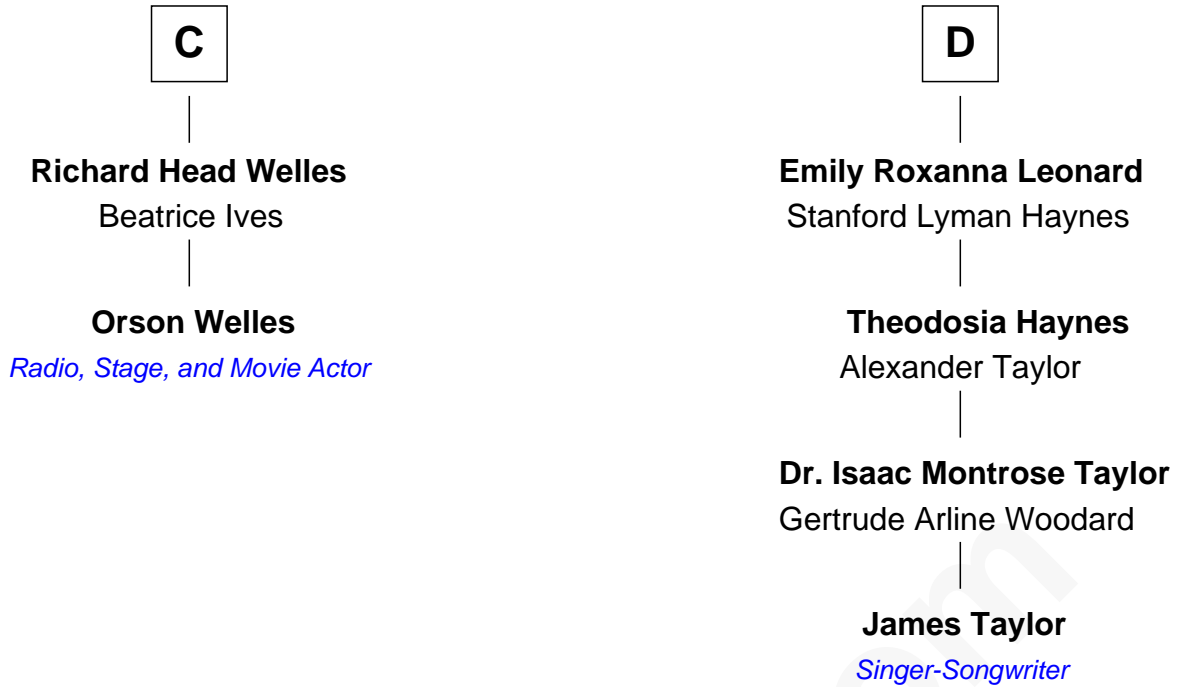 C
Richard Head Welles
Beatrice Ives
Orson Welles
Radio, Stage, and Movie Actor
D
Emily Roxanna Leonard
Stanford Lyman Haynes
Theodosia Haynes
Alexander Taylor
Dr. Isaac Montrose Taylor
Gertrude Arline Woodard
James Taylor
Singer-Songwriter